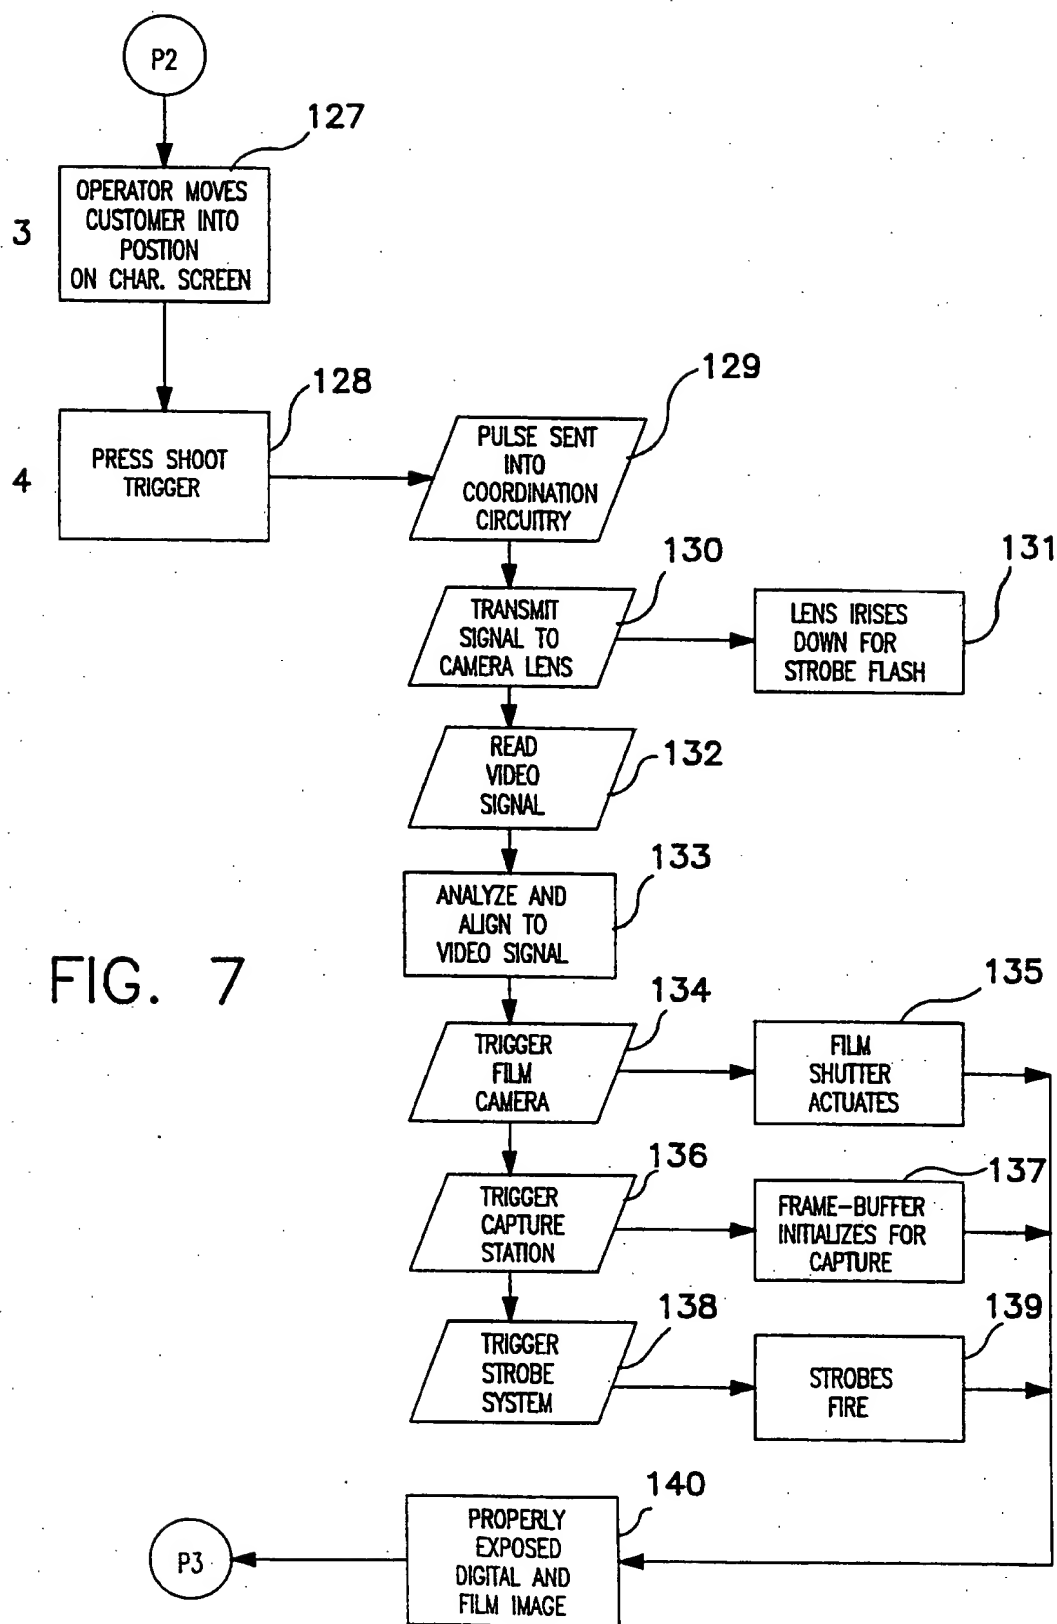 P2
127
OPERATOR MOVES
CUSTOMER INTO
POSTION
ON CHAR. SCREEN
3
128
PRESS SHOOT
TRIGGER
4
129
PULSE SENT
INTO
COORDINATION
CIRCUITRY
130
TRANSMIT
SIGNAL TO
CAMERA LENS
131
LENS IRISES
DOWN FOR
STROBE FLASH
132
READ
VIDEO
SIGNAL
133
ANALYZE AND
ALIGN TO
VIDEO SIGNAL
FIG. 7
134
TRIGGER
FILM
CAMERA
135
FILM
SHUTTER
ACTUATES
136
TRIGGER
CAPTURE
STATION
137
FRAME-BUFFER
INITIALIZES FOR
CAPTURE
138
TRIGGER
STROBE
SYSTEM
139
STROBES
FIRE
140
PROPERLY
EXPOSED
DIGITAL AND
FILM IMAGE
P3